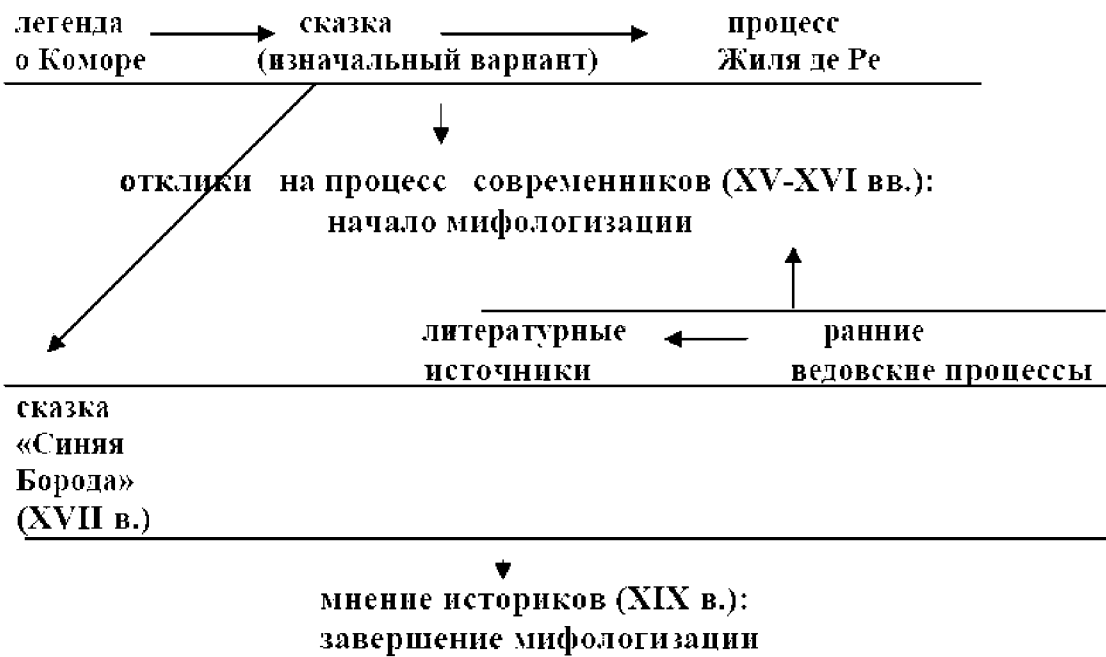 легенда сказка процесс
о Коморе (изначальный вариант) Жиля де Ре
отклики на процесс современников (XV-XVI вв.):
начало мифологизации
литературные ранние
источники ведовские процессы
сказка
«Синяя
Борода»
(XVII в.)
мнение историков (XIX в.):
завершение мифологизации